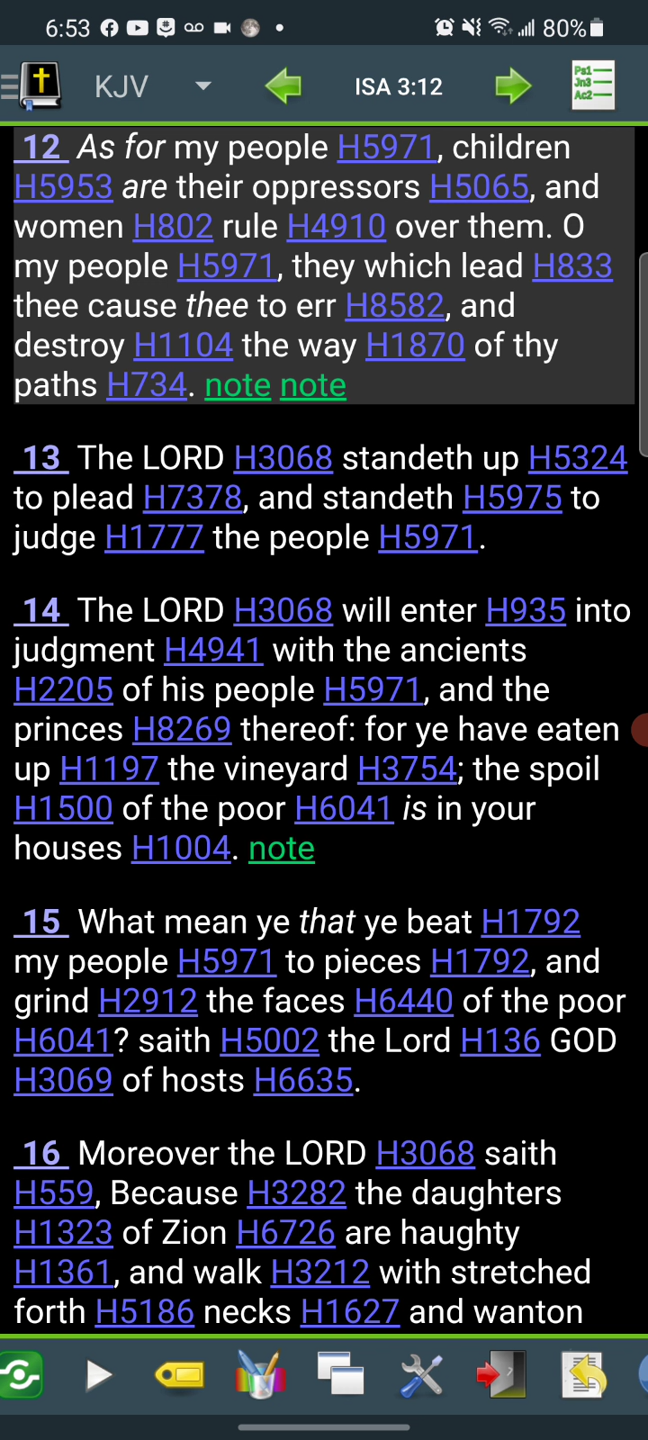 6:53 80%
KJV ISA 3:12 Ps1 Jn3 Ac2
12 As for my people H5971, children
H5953 are their oppressors H5065, and
women H802 rule H4910 over them. O
my people H5971, they which lead H833
thee cause thee to err H8582, and
destroy H1104 the way H1870 of thy
paths H734. note note
13 The LORD H3068 standeth up H5324
to plead H7378, and standeth H5975 to
judge H1777 the people H5971.
14 The LORD H3068 will enter H935 into
judgment H4941 with the ancients
H2205 of his people H5971, and the
princes H8269 thereof: for ye have eaten
up H1197 the vineyard H3754; the spoil
H1500 of the poor H6041 is in your
houses H1004. note
15 What mean ye that ye beat H1792
my people H5971 to pieces H1792, and
grind H2912 the faces H6440 of the poor
H6041? saith H5002 the Lord H136 GOD
H3069 of hosts H6635.
16 Moreover the LORD H3068 saith
H559, Because H3282 the daughters
H1323 of Zion H6726 are haughty
H1361, and walk H3212 with stretched
forth H5186 necks H1627 and wanton